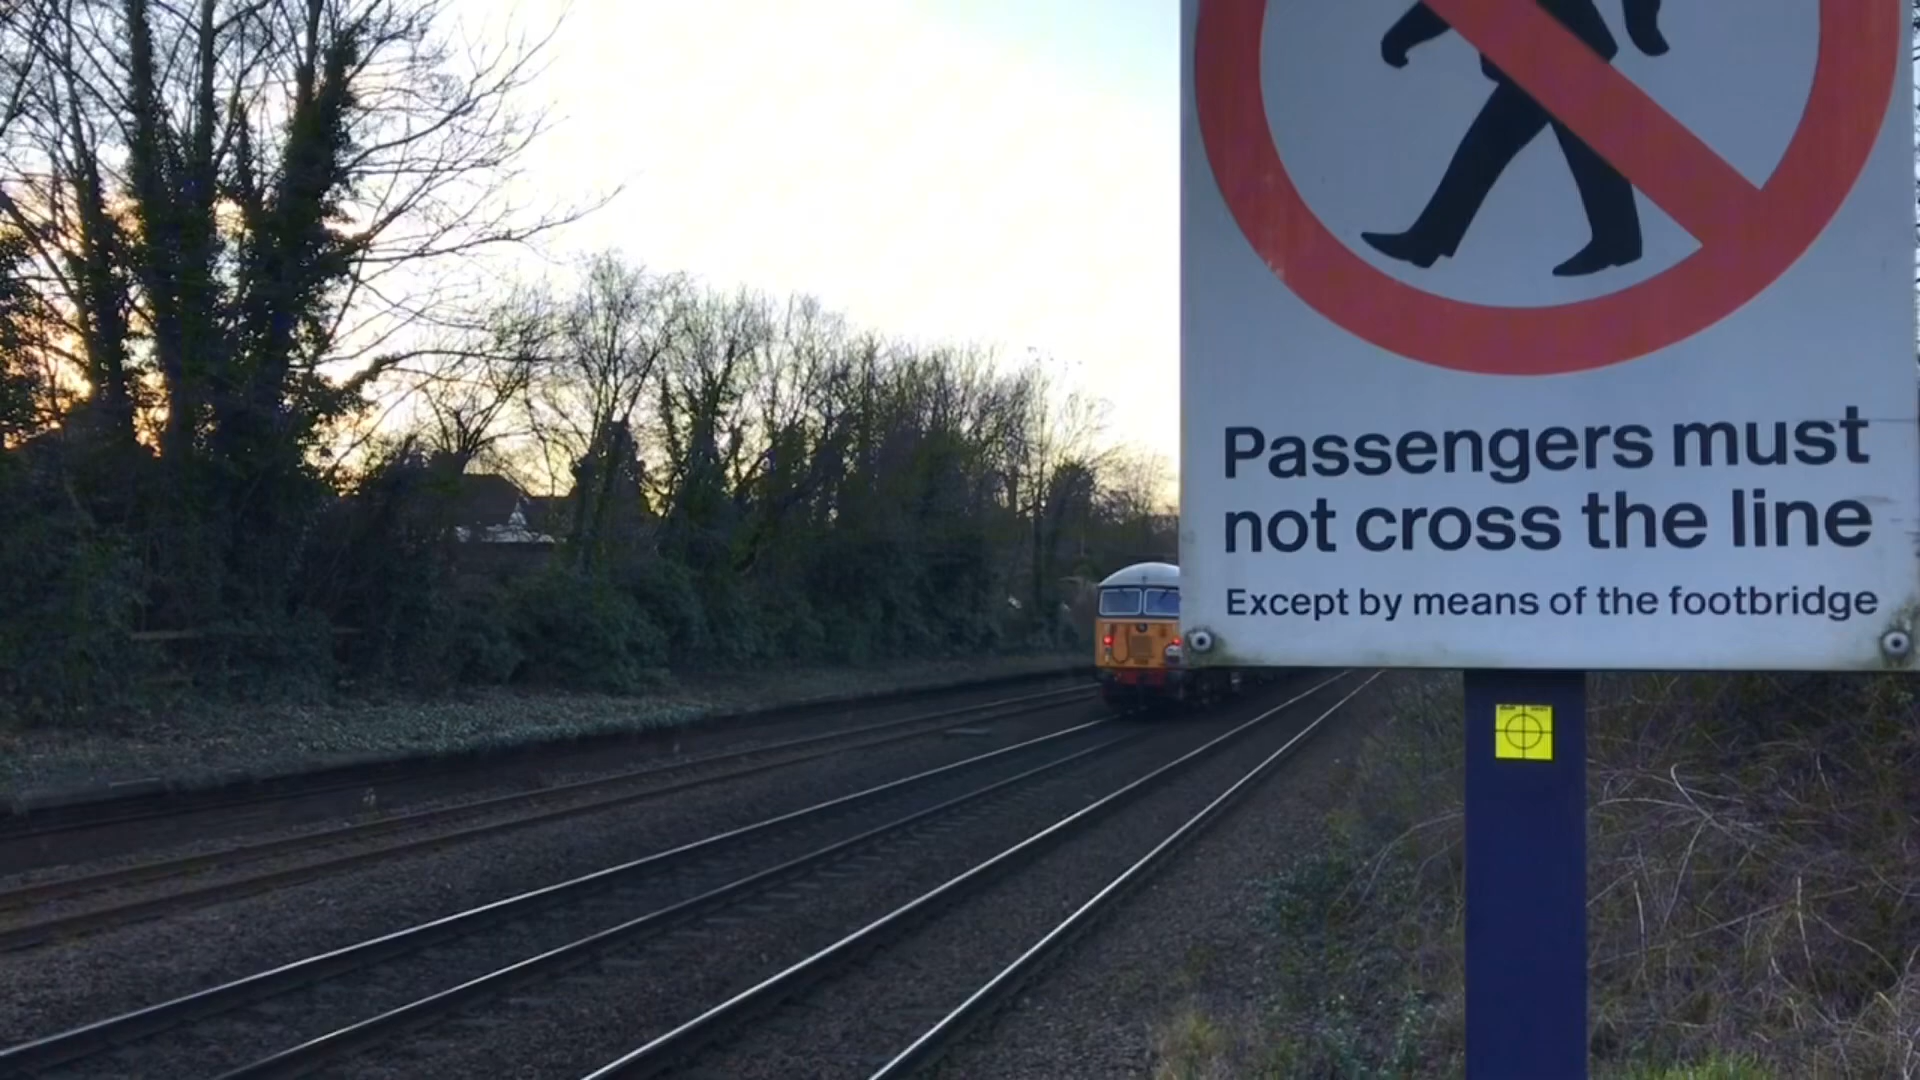 Passengers must
not cross the line
Except by means of the footbridge